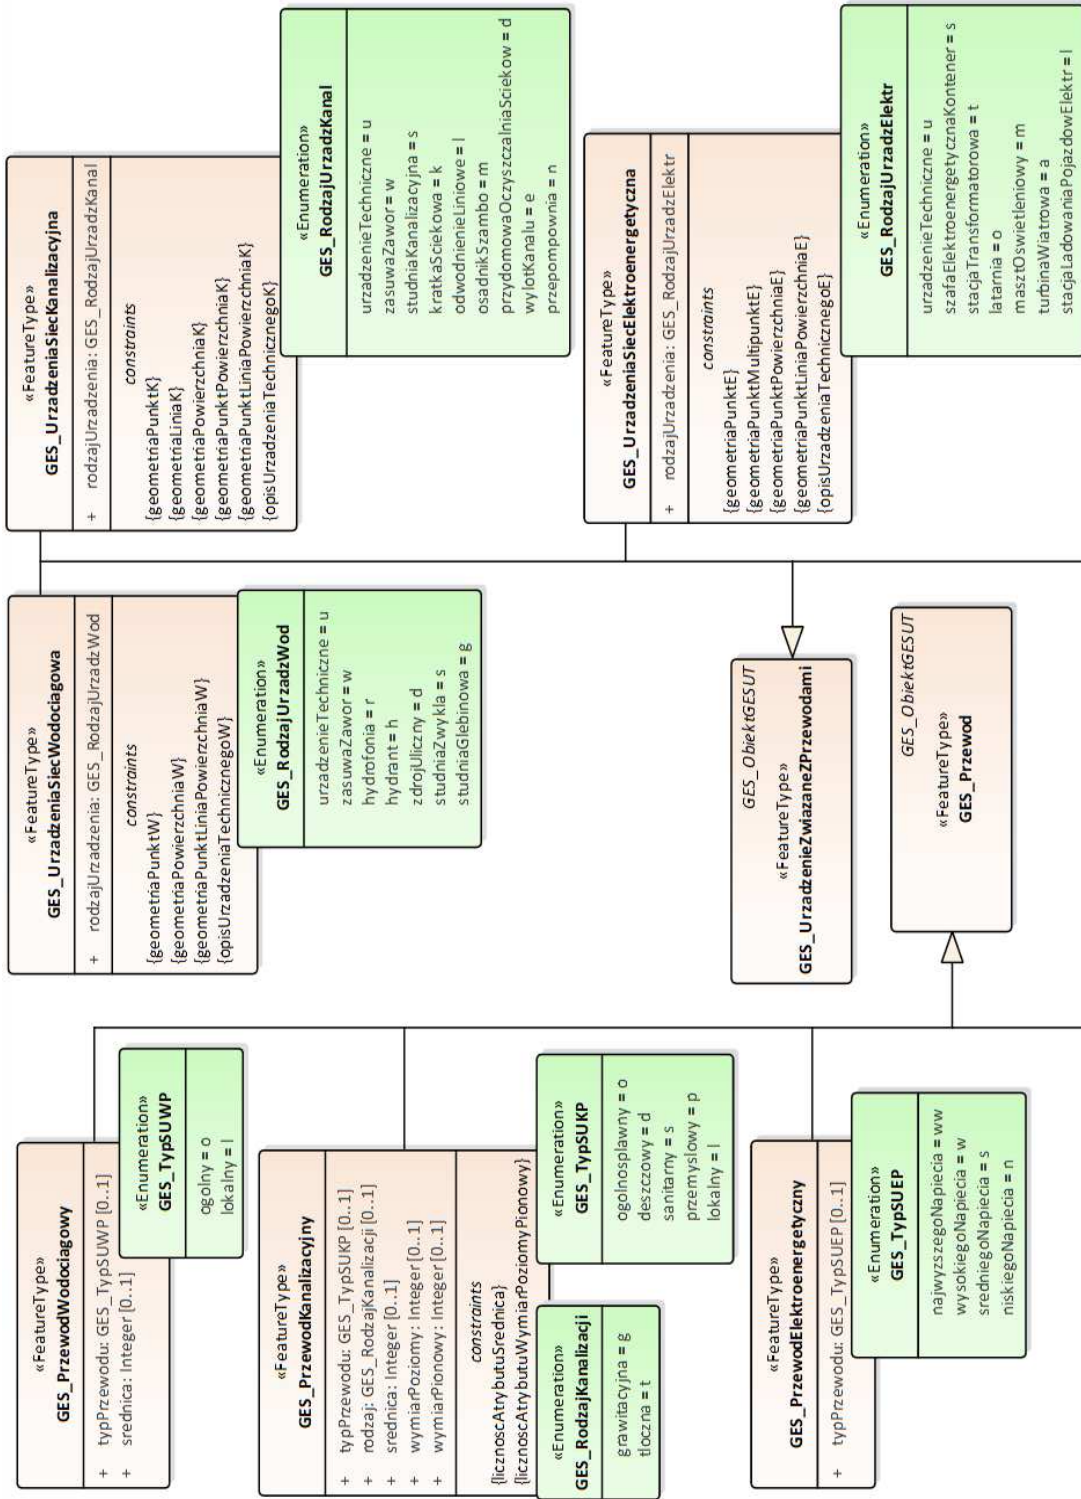 «FeatureType»
GES_PrzewodWodociagowy
+ typPrzewodu: GES_TypSUWP [0..1]
+ srednica: Integer [0..1]
«Enumeration»
GES_TypSUWP
ogolny = o
lokalny = l
«FeatureType»
GES_UrzadzeniaSiecWodociagowa
+ rodzajUrzadzenia: GES_RodzajUrzadzWod
constraints
{geometriaPunktW}
{geometriaPowierzchniaW}
{geometriaPunktLiniaPowierzchniaW}
{opisUrzadzeniaTechnicznegoW}
«Enumeration»
GES_RodzajUrzadzWod
urzadzenieTechniczne = u
zasuwaZawor = w
hydrofonia = r
hydrant = h
zdrojUliczny = d
studniaZwykla = s
studniaGlebinowa = g
«FeatureType»
GES_UrzadzeniaSiecKanalizacyjna
+ rodzajUrzadzenia: GES_RodzajUrzadzKanal
constraints
{geometriaPunktK}
{geometriaLiniaK}
{geometriaPowierzchniaK}
{geometriaPunktPowierzchniaK}
{geometriaPunktLiniaPowierzchniaK}
{opisUrzadzeniaTechnicznegoK}
«Enumeration»
GES_RodzajUrzadzKanal
urzadzenieTechniczne = u
zasuwaZawor = w
studniaKanalizacyjna = s
kratkaSciekowa = k
odwodnienieLiniowe = l
osadnikSzambo = m
przydomowaOczyszczalniaSciekow = d
wylotKanalu = e
przepompownia = n
«FeatureType»
GES_PrzewodKanalizacyjny
+ typPrzewodu: GES_TypSUKP [0..1]
+ rodzaj: GES_RodzajKanalizacji [0..1]
+ srednica: Integer [0..1]
+ wymiarPoziomy: Integer [0..1]
+ wymiarPionowy: Integer [0..1]
constraints
{licznoscAtrybutuSrednica}
{licznoscAtrybutuWymiarPoziomyPionowy}
«Enumeration»
GES_RodzajKanalizacji
grawitacyjna = g
tloczna = t
«Enumeration»
GES_TypSUKP
ogolnosplawny = o
deszczowy = d
sanitarny = s
przemyslowy = p
lokalny = l
«FeatureType»
GES_UrzadzeniaSiecElektroenergetyczna
+ rodzajUrzadzenia: GES_RodzajUrzadzElektr
constraints
{geometriaPunktE}
{geometriaPunktMultipunktE}
{geometriaPunktPowierzchniaE}
{geometriaPunktLiniaPowierzchniaE}
{opisUrzadzeniaTechnicznegoE}
«Enumeration»
GES_RodzajUrzadzElektr
urzadzenieTechniczne = u
szafaElektroenergetycznaKontener = s
stacjaTransformatorowa = t
latarnia = o
masztOswietleniowy = m
turbinaWiatrowa = a
stacjaLadowaniaPojazdowElektr = l
GES_ObiektGESUT
«FeatureType»
GES_UrzadzenieZwiazaneZPrzewodami
GES_ObiektGESUT
«FeatureType»
GES_Przewod
«FeatureType»
GES_PrzewodElektroenergetyczny
+ typPrzewodu: GES_TypSUEP [0..1]
«Enumeration»
GES_TypSUEP
najwyzszegoNapiecia = ww
wysokiegoNapiecia = w
sredniegoNapiecia = s
niskiegoNapiecia = n